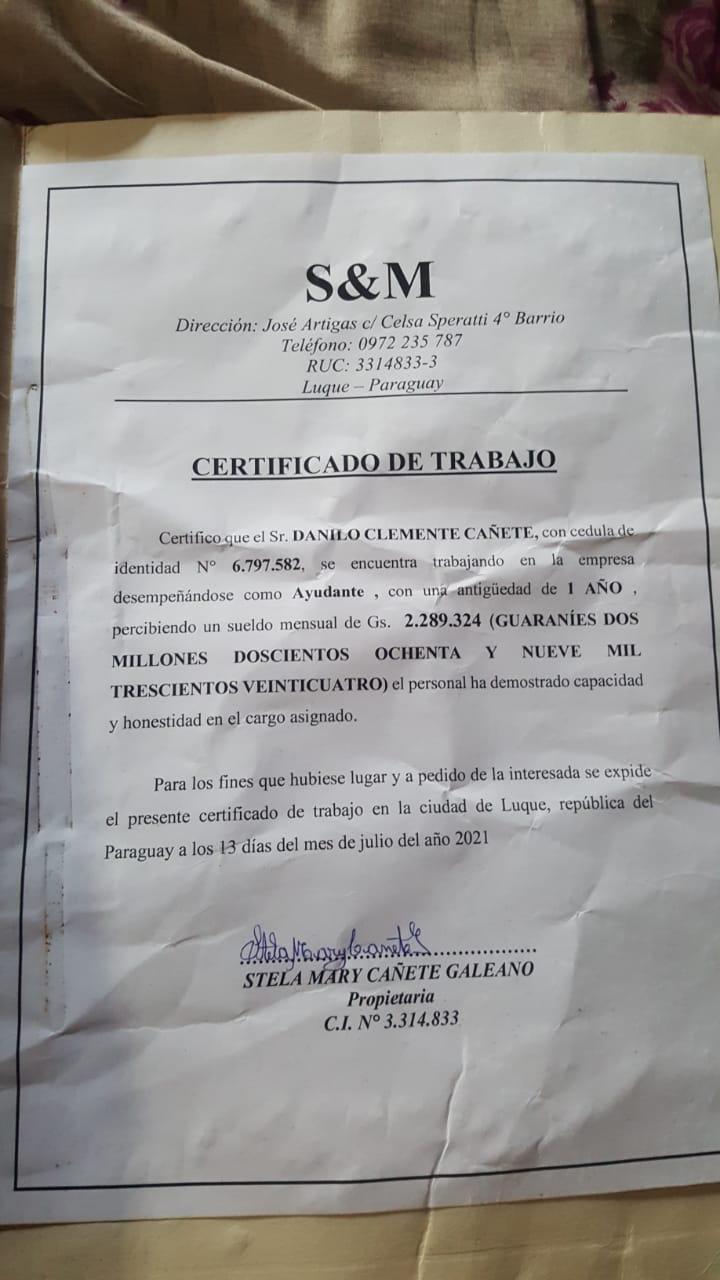 S&M
Dirección: José Artigas c/ Celsa Speratti 4° Barrio
Teléfono: 0972 235 787
RUC: 3314833-3
Luque – Paraguay
CERTIFICADO DE TRABAJO
Certifico que el Sr. DANILO CLEMENTE CAÑETE, con cedula de
identidad N° 6.797.582, se encuentra trabajando en la empresa
desempeñándose como Ayudante , con una antigüedad de 1 AÑO ,
percibiendo un sueldo mensual de Gs. 2.289.324 (GUARANÍES DOS
MILLONES DOSCIENTOS OCHENTA Y NUEVE MIL
TRESCIENTOS VEINTICUATRO) el personal ha demostrado capacidad
y honestidad en el cargo asignado.
Para los fines que hubiese lugar y a pedido de la interesada se expide
el presente certificado de trabajo en la ciudad de Luque, república del
Paraguay a los 13 días del mes de julio del año 2021
Stela Mary Cañete G
STELA MARY CAÑETE GALEANO
Propietaria
C.I. N° 3.314.833